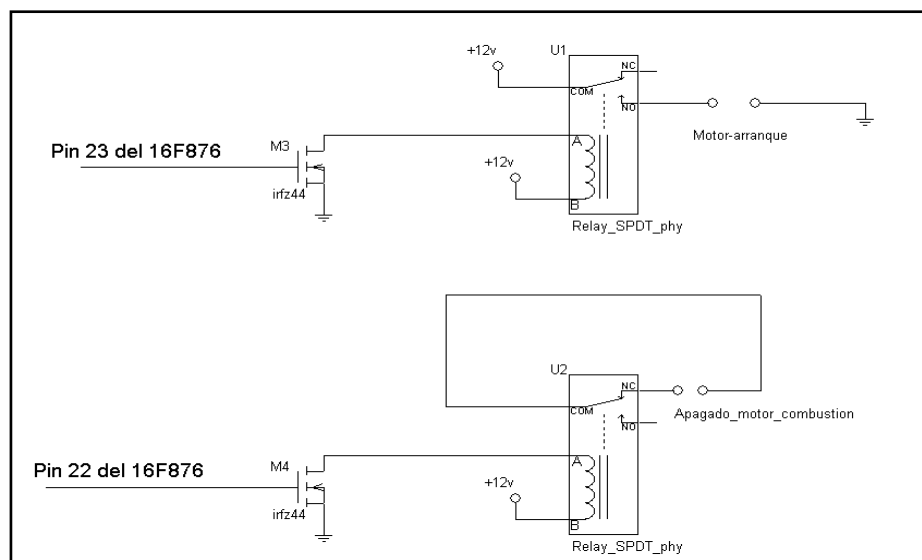 +12v
U1
NC
COM
NO
Motor-arranque
Pin 23 del 16F876
M3
irfz44
A
+12v
B
Relay_SPDT_phy
U2
NC
COM
NO
Apagado_motor_combustion
Pin 22 del 16F876
M4
irfz44
A
+12v
B
Relay_SPDT_phy